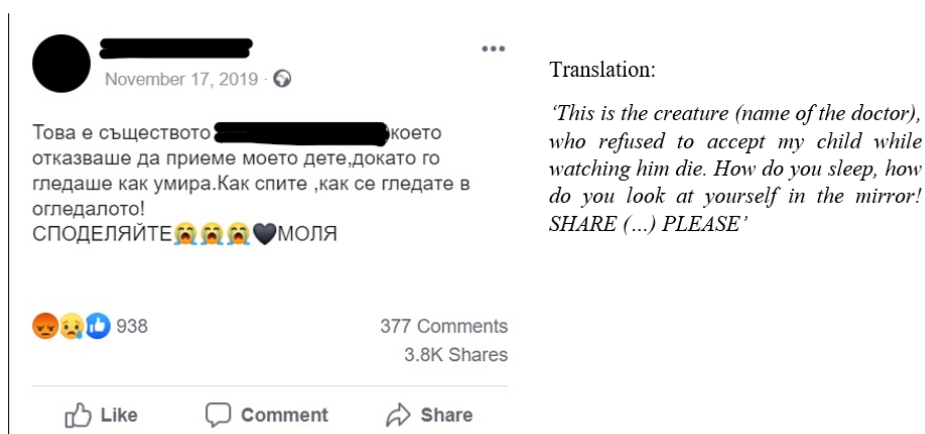 November 17, 2019 ·
Това е съществото което
отказваше да приеме моето дете,докато го
гледаше как умира.Как спите ,как се гледате в
огледалото!
СПОДЕЛЯЙТЕ😭😭😭🖤МОЛЯ
938
377 Comments
3.8K Shares
Like Comment Share
Translation:
‘This is the creature (name of the doctor),
who refused to accept my child while
watching him die. How do you sleep, how
do you look at yourself in the mirror!
SHARE (…) PLEASE’